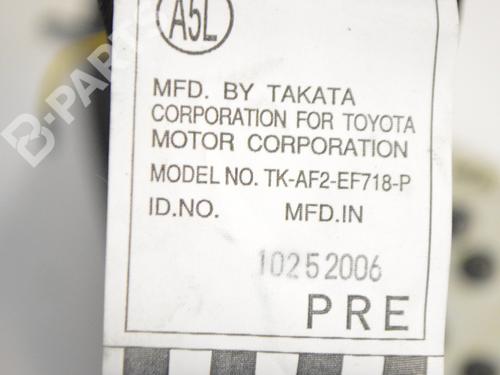 A5L
MFD. BY TAKATA
CORPORATION FOR TOYOTA
MOTOR CORPORATION
MODEL NO. TK-AF2-EF718-P
ID.NO. MFD.IN
10252006
PRE
B-PARTS